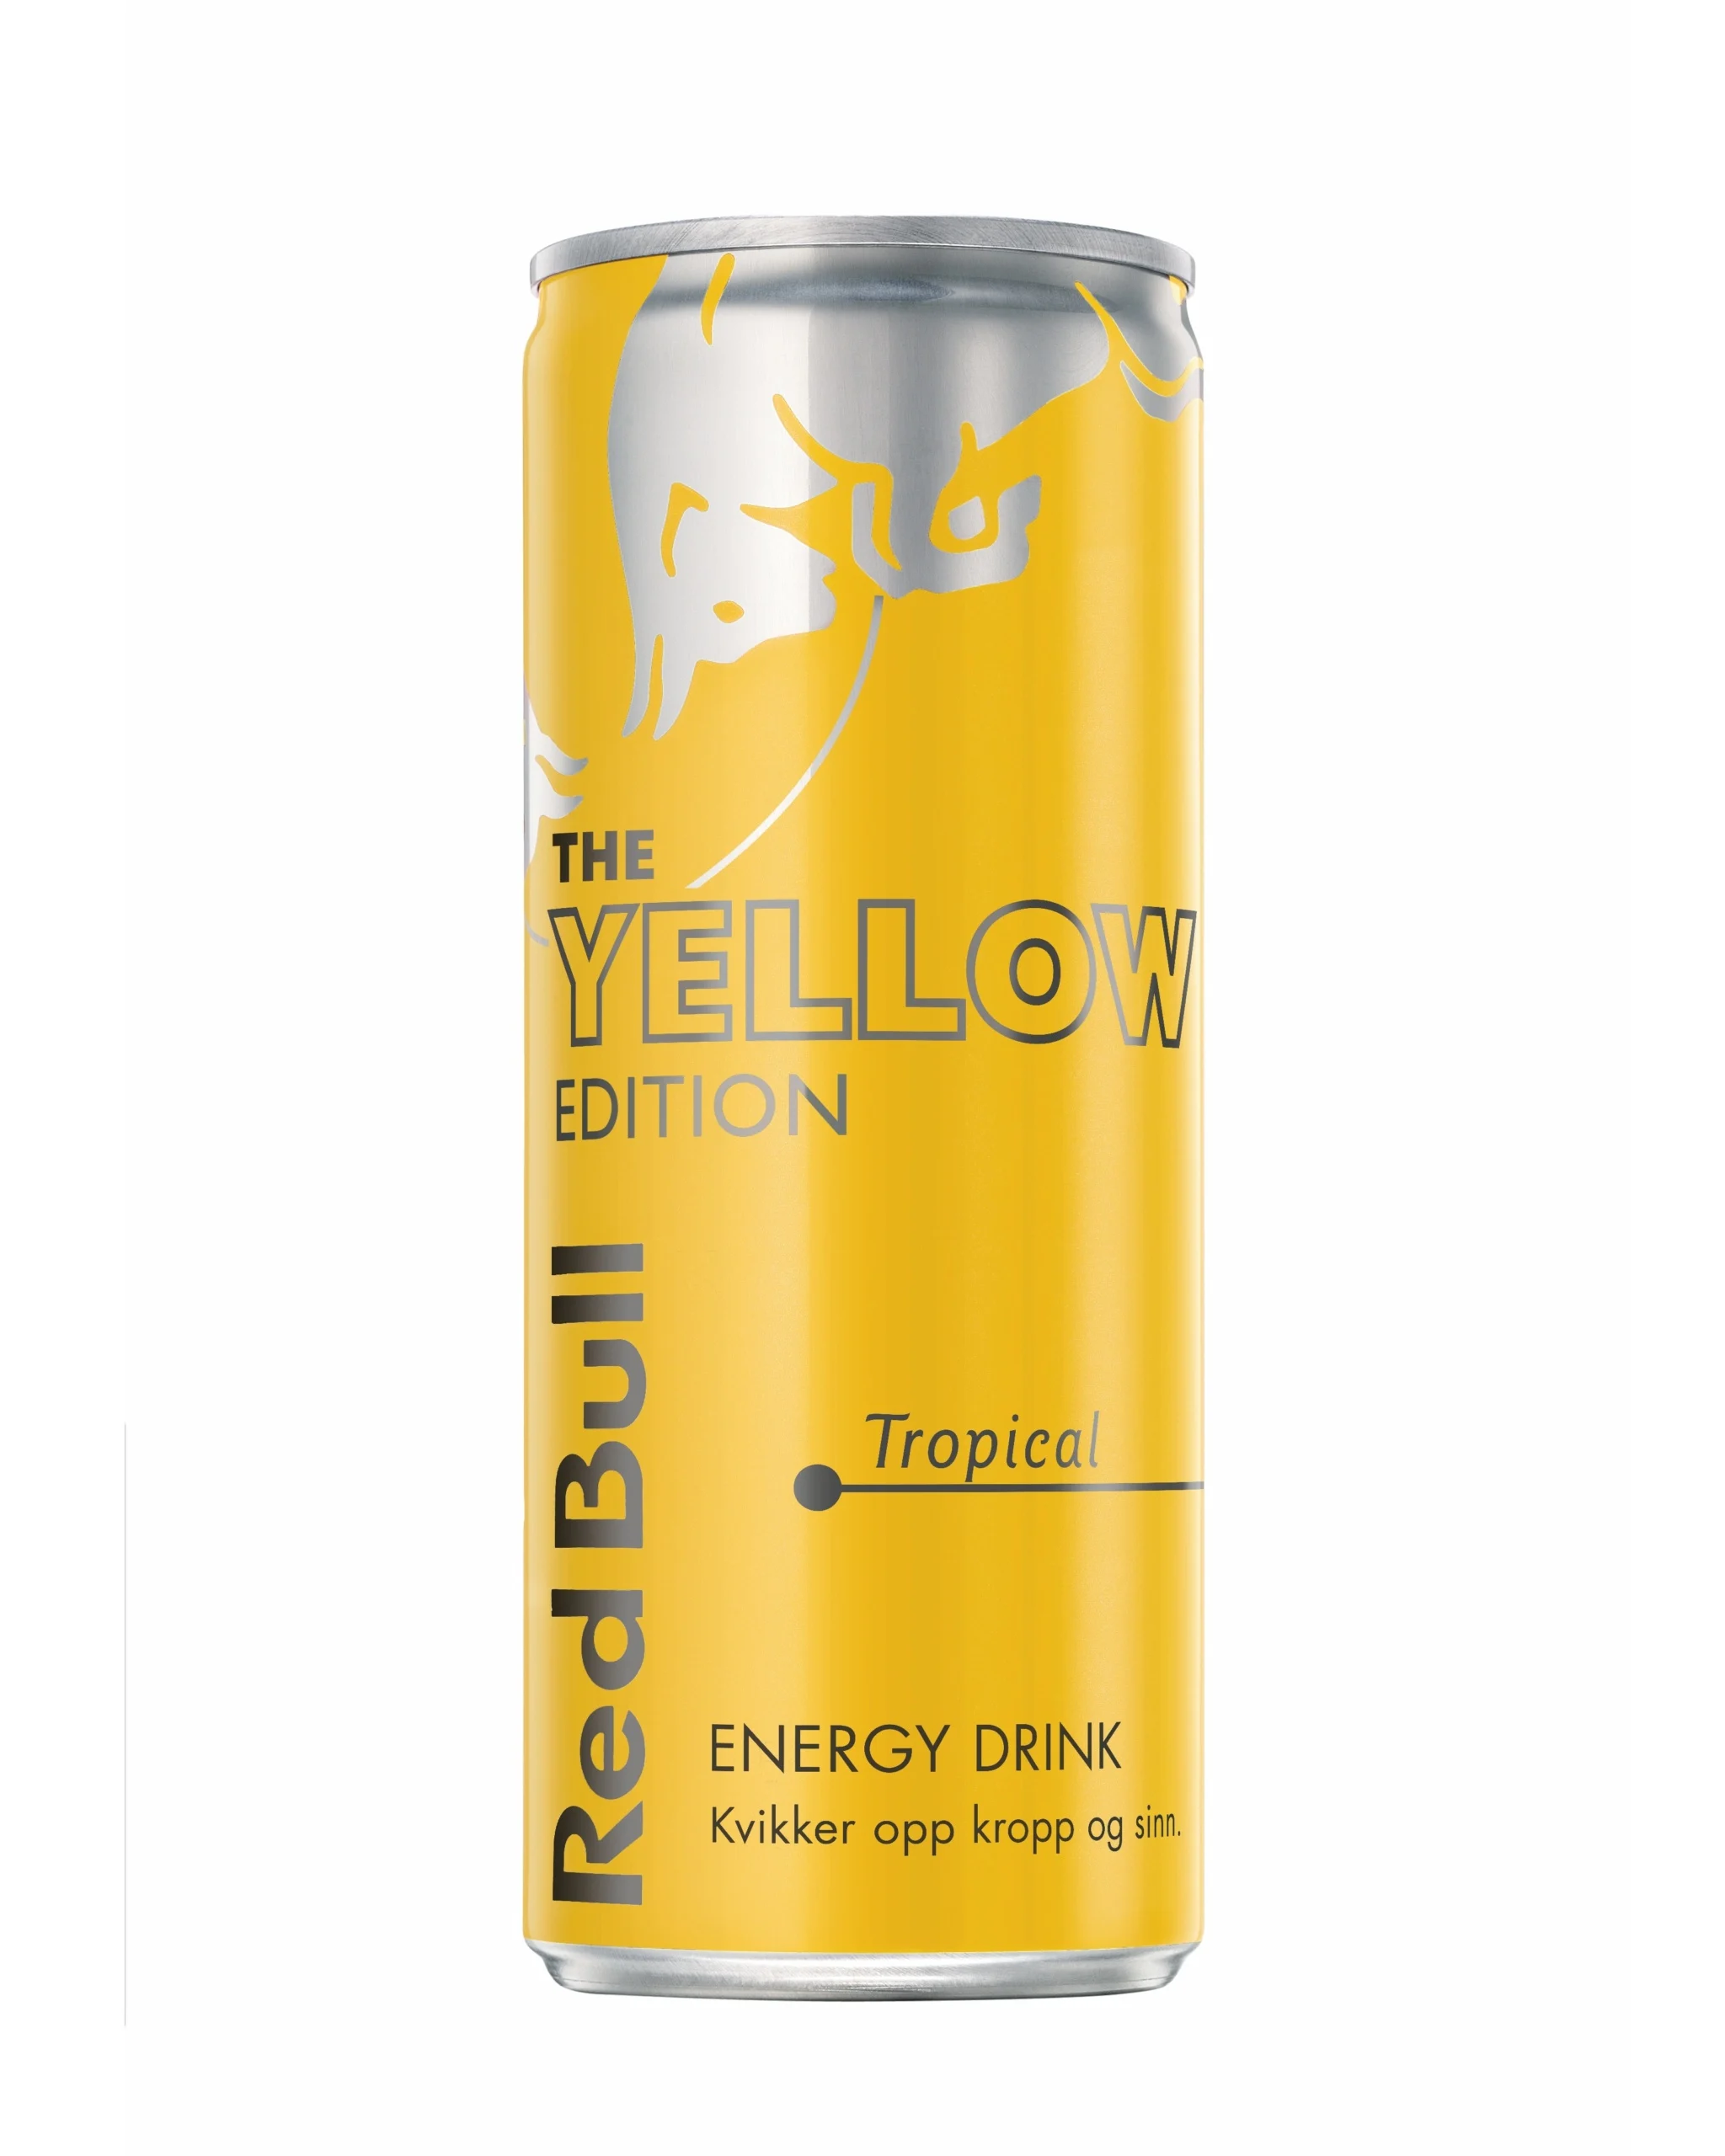 THE
YELLOW
EDITION
Red Bull
Tropical
ENERGY DRINK
Kvikker opp kropp og sinn.